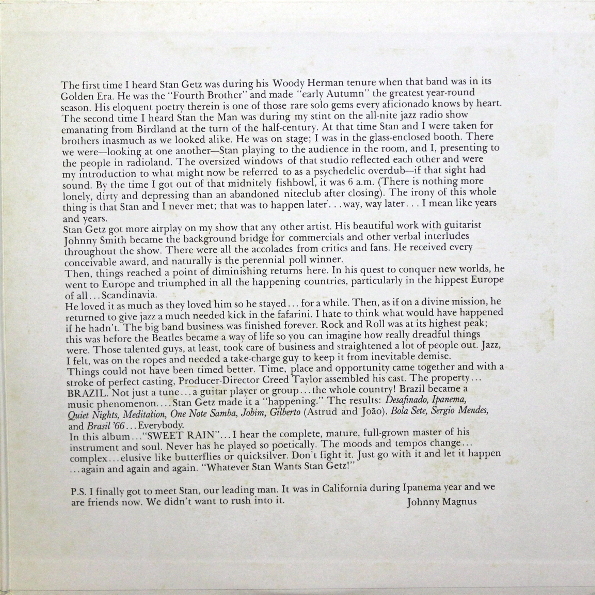 The first time I heard Stan Getz was during his Woody Herman tenure when that band was in its
Golden Era. He was the "Fourth Brother" and made "early Autumn" the greatest year-round
season. His eloquent poetry therein is one of those rare solo gems every aficionado knows by heart.
The second time I heard Stan the Man was during my stint on the all-nite jazz radio show
emanating from Birdland at the turn of the half-century. At that time Stan and I were taken for
brothers inasmuch as we looked alike. He was on stage; I was in the glass-enclosed booth. There
we were—looking at one another—Stan playing to the audience in the room, and I, presenting to
the people in radioland. The oversized windows of that studio reflected each other and were
my introduction to what might now be referred to as a psychedelic overdub—if that sight had
sound. By the time I got out of that midnitely fishbowl, it was 6 a.m. (There is nothing more
lonely, dirty and depressing than an abandoned niteclub after closing). The irony of this whole
thing is that Stan and I never met; that was to happen later...way, way later... I mean like years
and years.
Stan Getz got more airplay on my show that any other artist. His beautiful work with guitarist
Johnny Smith became the background bridge for commercials and other verbal interludes
throughout the show. There were all the accolades from critics and fans. He received every
conceivable award, and naturally is the perennial poll winner.
Then, things reached a point of diminishing returns here. In his quest to conquer new worlds, he
went to Europe and triumphed in all the happening countries, particularly in the hippest Europe
of all...Scandinavia.
He loved it as much as they loved him so he stayed...for a while. Then, as if on a divine mission, he
returned to give jazz a much needed kick in the fafarini. I hate to think what would have happened
if he hadn't. The big band business was finished forever. Rock and Roll was at its highest peak;
this was before the Beatles became a way of life so you can imagine how really dreadful things
were. Those talented guys, at least, took care of business and straightened a lot of people out. Jazz,
I felt, was on the ropes and needed a take-charge guy to keep it from inevitable demise.
Things could not have been timed better. Time, place and opportunity came together and with a
stroke of perfect casting, Producer-Director Creed Taylor assembled his cast. The property...
BRAZIL. Not just a tune...a guitar player or group...the whole country! Brazil became a
music phenomenon....Stan Getz made it a "happening." The results: Desafinado, Ipanema,
Quiet Nights, Meditation, One Note Samba, Jobim, Gilberto (Astrud and João), Bola Sete, Sergio Mendes,
and Brasil '66...Everybody.
In this album..."SWEET RAIN"...I hear the complete, mature, full-grown master of his
instrument and soul. Never has he played so poetically. The moods and tempos change...
complex...elusive like butterflies or quicksilver. Don't fight it. Just go with it and let it happen
...again and again and again. "Whatever Stan Wants Stan Getz!"
P.S. I finally got to meet Stan, our leading man. It was in California during Ipanema year and we
are friends now. We didn't want to rush into it. Johnny Magnus